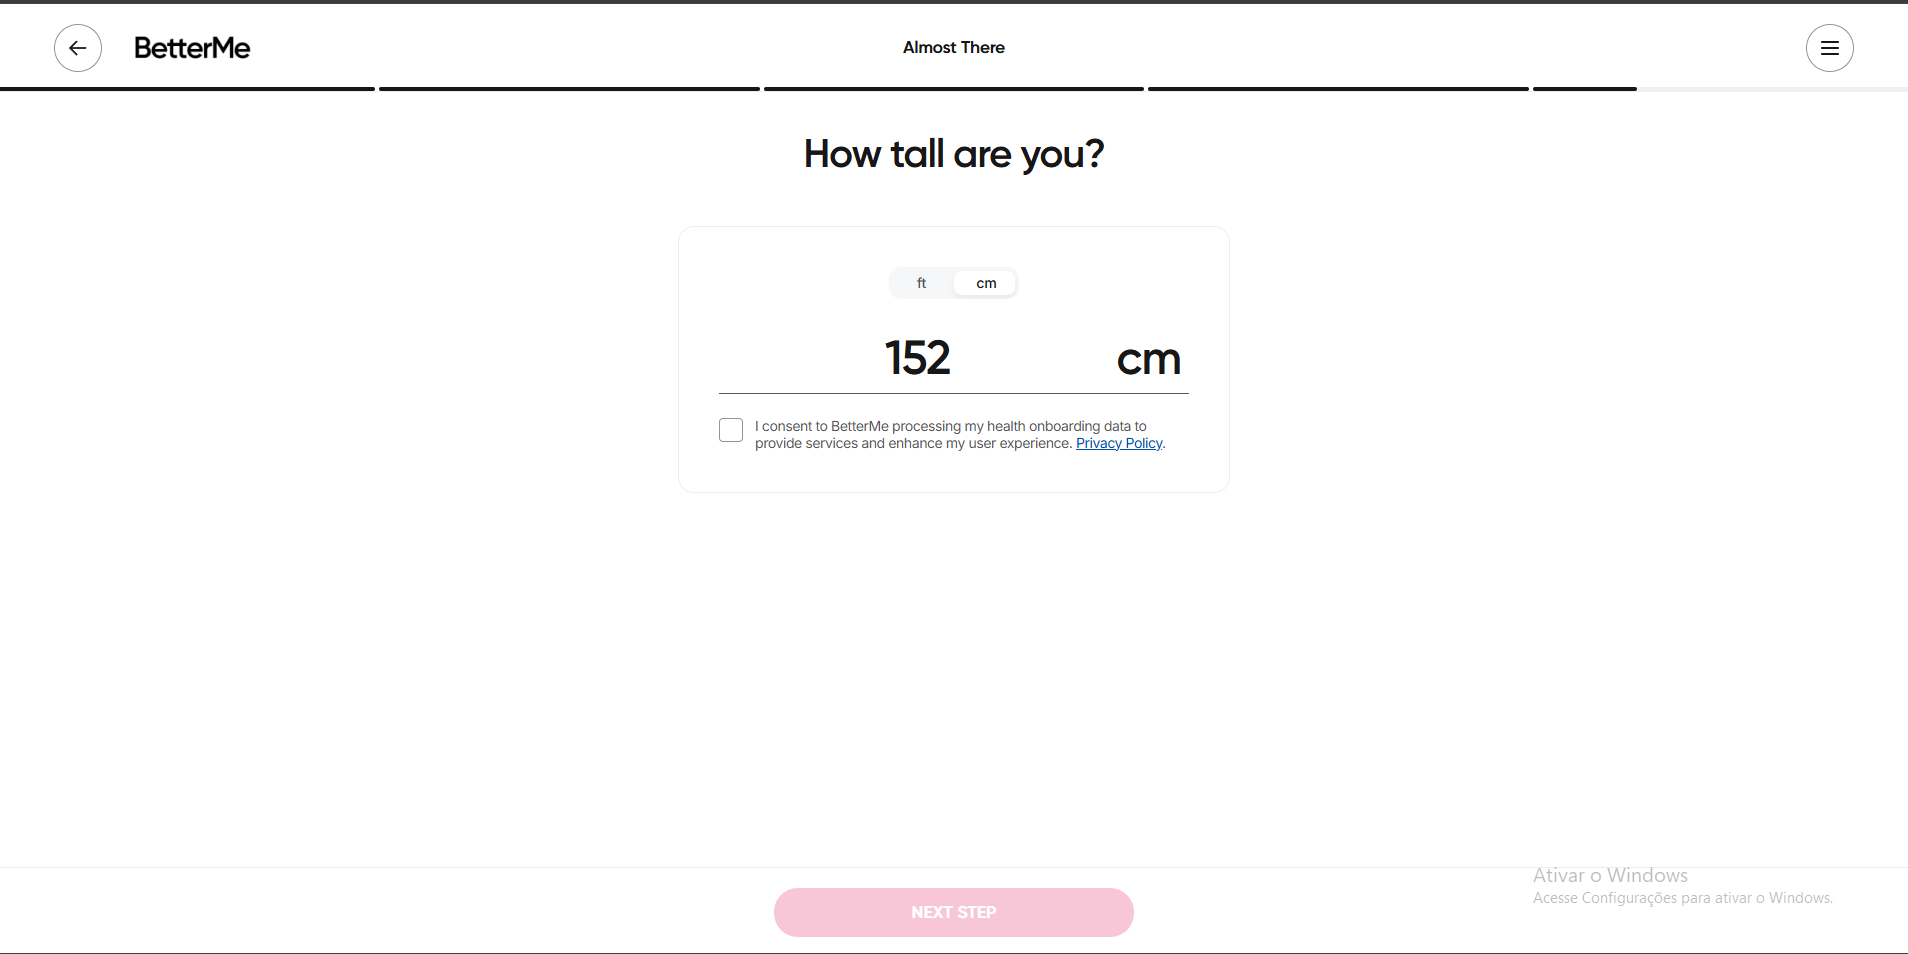 BetterMe
Almost There
How tall are you?
ft
cm
152 cm
I consent to BetterMe processing my health onboarding data to
provide services and enhance my user experience. Privacy Policy.
Ativar o Windows
Acesse Configurações para ativar o Windows.
NEXT STEP